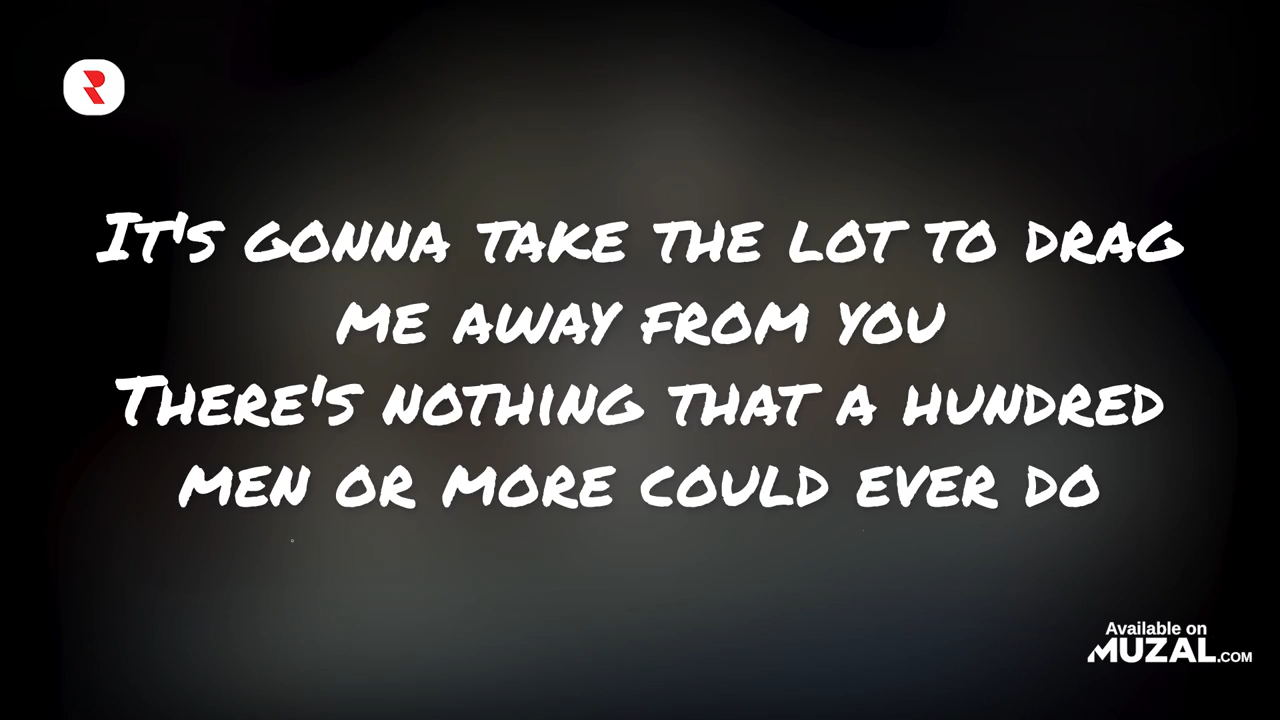 It's gonna take the lot to drag
me away from you
There's nothing that a hundred
men or more could ever do
Available on
MUZAL.COM